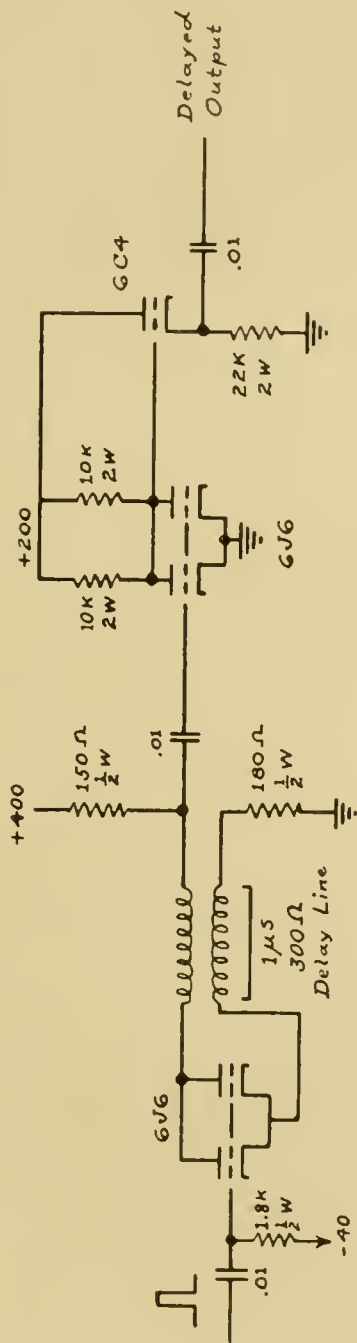 .01
1.8K
½W
-40
6J6
1μs
300Ω
Delay Line
+400
150Ω
½W
180Ω
½W
.01
+200
10K
2W
10K
2W
6J6
6C4
22K
2W
.01
Delayed
Output